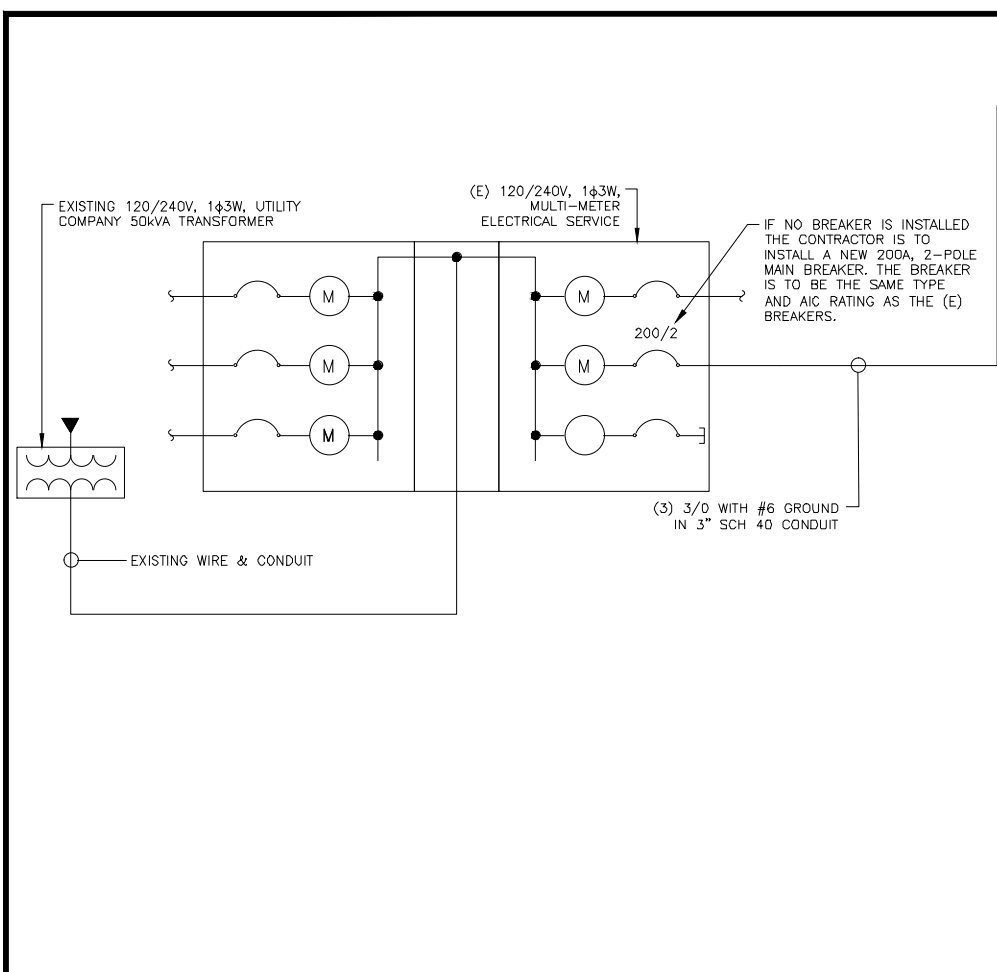 EXISTING 120/240V, 1ϕ3W, UTILITY
COMPANY 50kVA TRANSFORMER
(E) 120/240V, 1ϕ3W,
MULTI-METER
ELECTRICAL SERVICE
IF NO BREAKER IS INSTALLED
THE CONTRACTOR IS TO
INSTALL A NEW 200A, 2-POLE
MAIN BREAKER. THE BREAKER
IS TO BE THE SAME TYPE
AND AIC RATING AS THE (E)
BREAKERS.
M
M
200/2
M
M
M
(3) 3/0 WITH #6 GROUND
IN 3" SCH 40 CONDUIT
EXISTING WIRE & CONDUIT